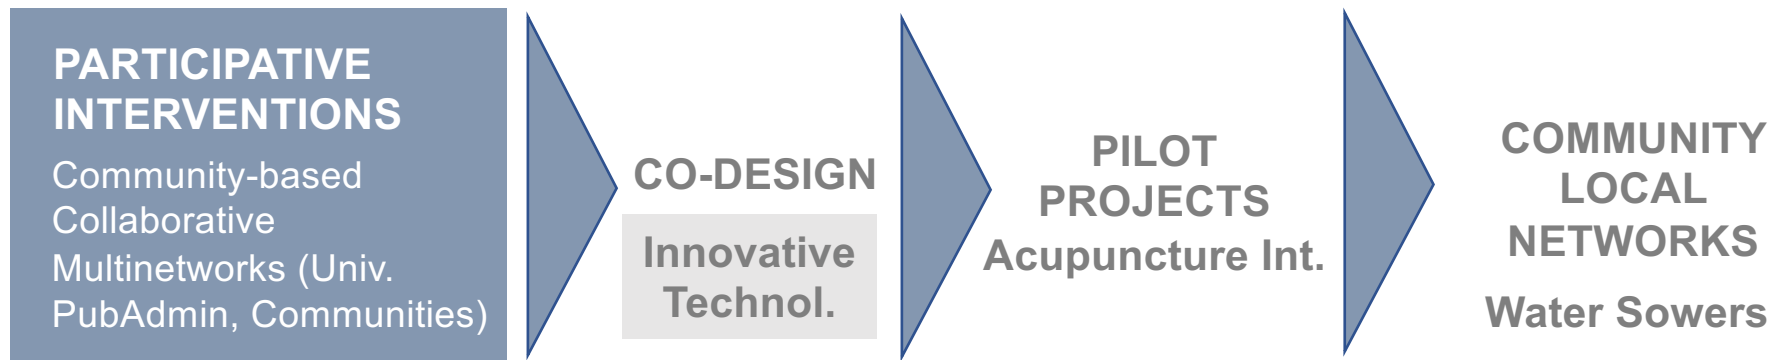 PARTICIPATIVE
INTERVENTIONS
Community-based
Collaborative
Multinetworks (Univ.
PubAdmin, Communities)
CO-DESIGN
Innovative
Technol.
PILOT
PROJECTS
Acupuncture Int.
COMMUNITY
LOCAL
NETWORKS
Water Sowers